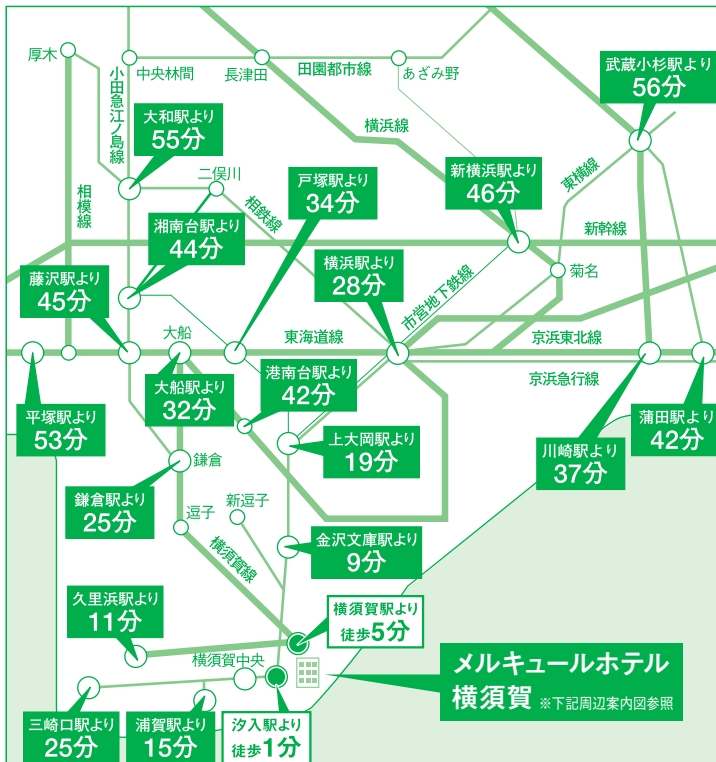 厚木
中央林間
長津田
田園都市線
あざみ野
武蔵小杉駅より
56分
小田急江ノ島線
大和駅より
55分
横浜線
二俣川
戸塚駅より
34分
新横浜駅より
46分
東横線
相模線
相鉄線
湘南台駅より
44分
新幹線
藤沢駅より
45分
横浜駅より
28分
市営地下鉄線
菊名
大船
東海道線
京浜東北線
京浜急行線
大船駅より
32分
港南台駅より
42分
平塚駅より
53分
上大岡駅より
19分
川崎駅より
37分
蒲田駅より
42分
鎌倉
鎌倉駅より
25分
新逗子
逗子
横須賀線
金沢文庫駅より
9分
久里浜駅より
11分
横須賀駅より
徒歩5分
横須賀中央
メルキュールホテル
横須賀 ※下記周辺案内図参照
三崎口駅より
25分
浦賀駅より
15分
汐入駅より
徒歩1分